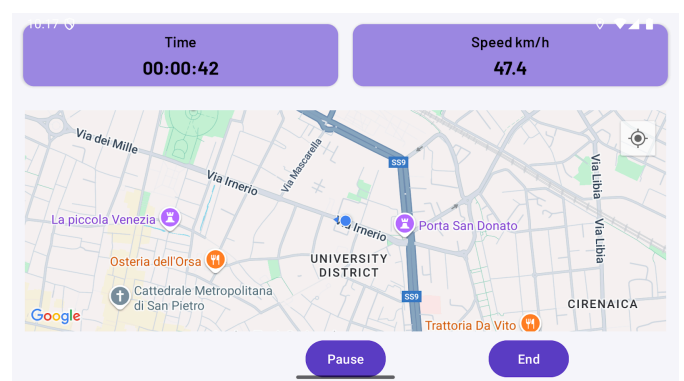 10:17
Time
00:00:42
Speed km/h
47.4
Via dei Mille
Via Mascarella
SS9
Via Irnerio
Via Libia
La piccola Venezia
Irnerio
Porta San Donato
Via Libia
Osteria dell'Orsa
UNIVERSITY
DISTRICT
Cattedrale Metropolitana
di San Pietro
SS9
CIRENAICA
Google
Trattoria Da Vito
Pause
End